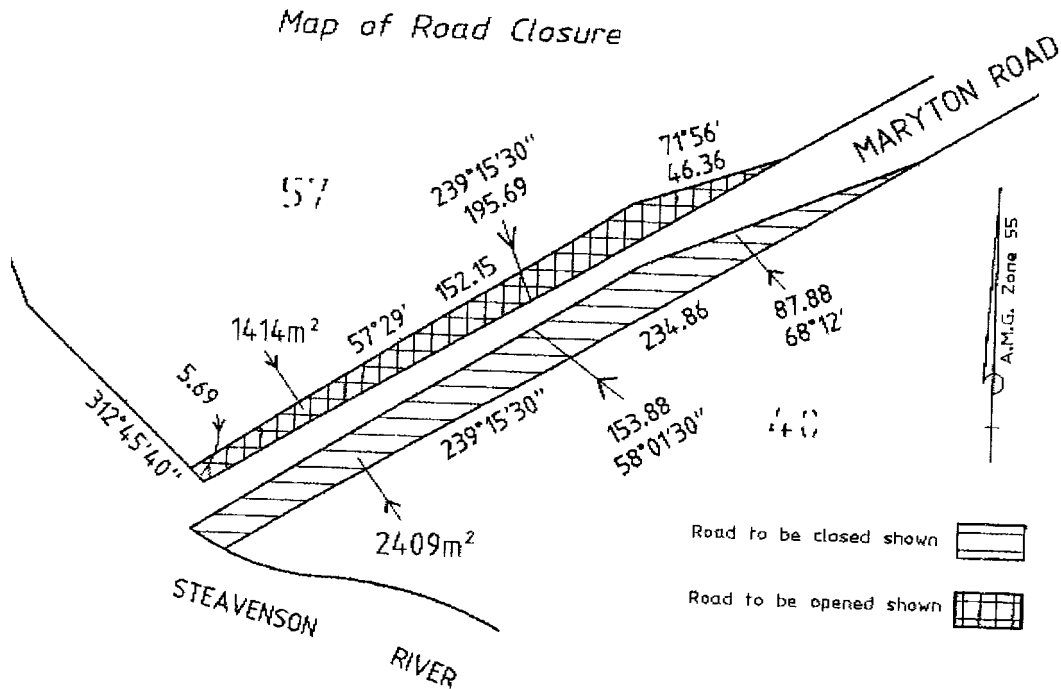 Map of Road Closure
MARYTON ROAD
71°56'
46.36
239°15'30"
195.69
57
152.15
57°29'
1414m²
5.69
312°45'40"
87.88
68°12'
234.86
A.M.G. Zone 55
153.88
58°01'30"
239°15'30"
40
2409m²
Road to be closed shown
Road to be opened shown
STEAVENSON
RIVER